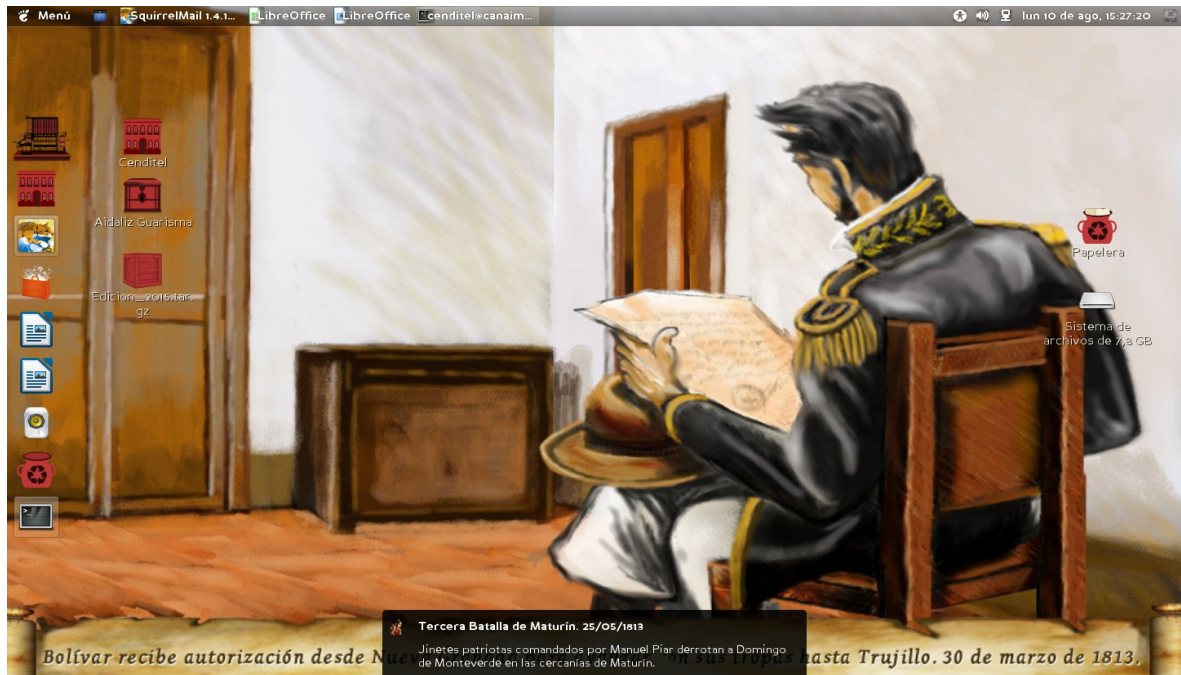 Menú
SquirrelMail 1.4.1...
LibreOffice
LibreOffice
cenditel@canaim...
lun 10 de ago, 15:27:20
Cenditel
Aidaliz Guarisma
Edicion_2015.tar.
gz
Papelera
Sistema de
archivos de 7,8 GB
Tercera Batalla de Maturín. 25/05/1813
Jinetes patriotas comandados por Manuel Piar derrotan a Domingo
de Monteverde en las cercanías de Maturín.
Bolívar recibe autorización desde sus tropas hasta Trujillo. 30 de marzo de 1813.